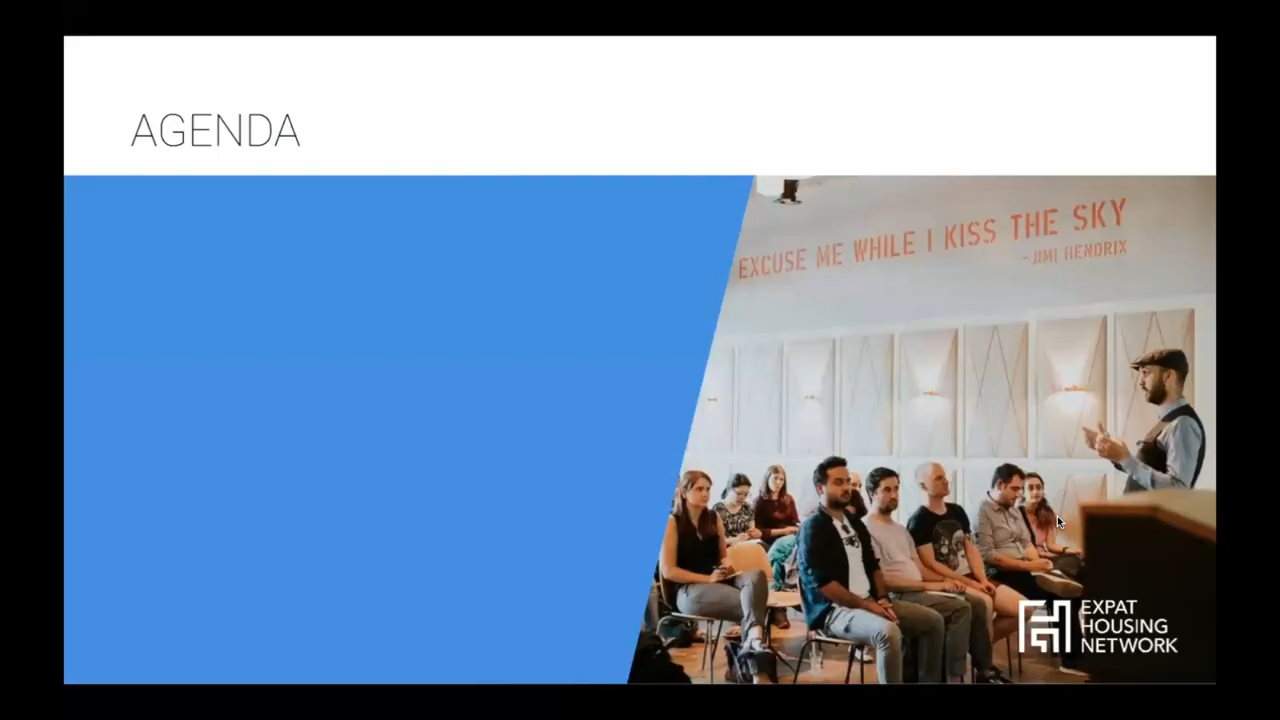 AGENDA
EXCUSE ME WHILE I KISS THE SKY
-JIMI HENDRIX
EXPAT
HOUSING
NETWORK